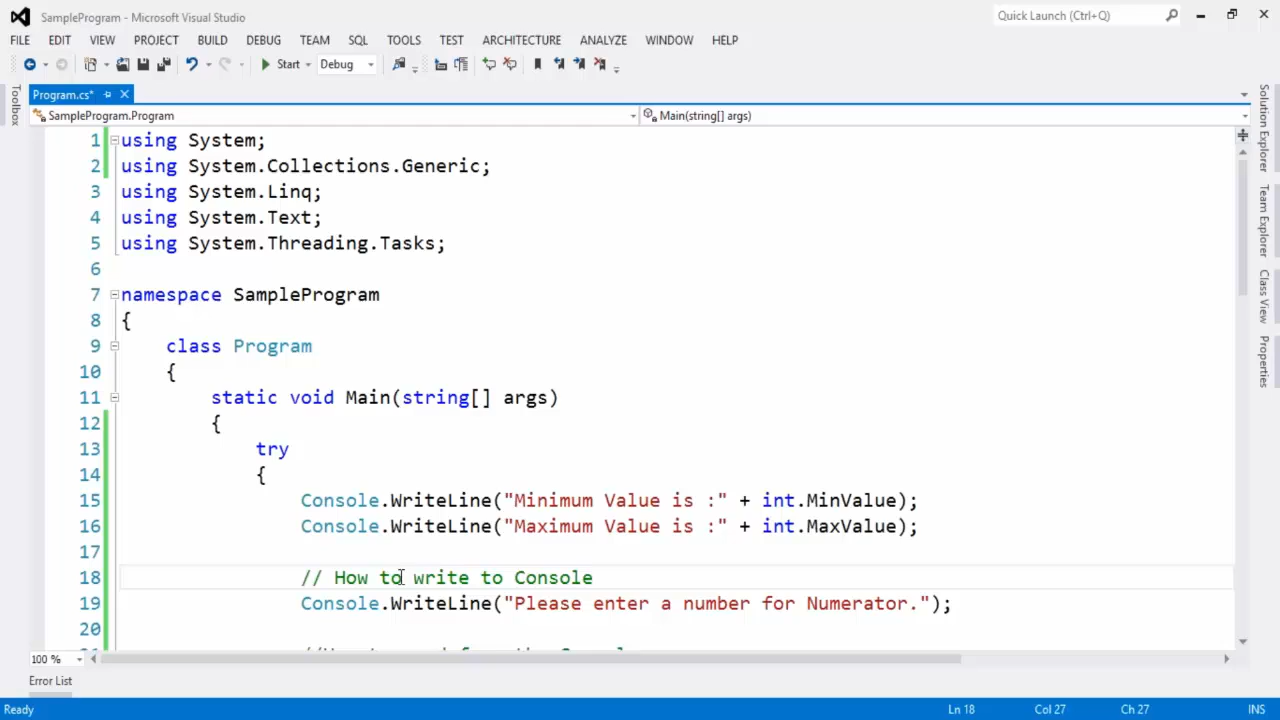 SampleProgram - Microsoft Visual Studio
Quick Launch (Ctrl+Q)
FILE EDIT VIEW PROJECT BUILD DEBUG TEAM SQL TOOLS TEST ARCHITECTURE ANALYZE WINDOW HELP
Start Debug
Toolbox
Program.cs*
SampleProgram.Program
Main(string[] args)
1 using System;
2 using System.Collections.Generic;
3 using System.Linq;
4 using System.Text;
5 using System.Threading.Tasks;
6
7 namespace SampleProgram
8 {
9 class Program
10 {
11 static void Main(string[] args)
12 {
13 try
14 {
15 Console.WriteLine("Minimum Value is :" + int.MinValue);
16 Console.WriteLine("Maximum Value is :" + int.MaxValue);
17
18 // How to write to Console
19 Console.WriteLine("Please enter a number for Numerator.");
20
Solution Explorer
Team Explorer
Class View
Properties
100 %
Error List
Ready
Ln 18 Col 27 Ch 27 INS